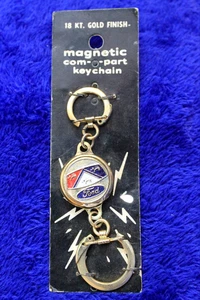 18 KT. GOLD FINISH
magnetic
com-o-part
keychain
Ford